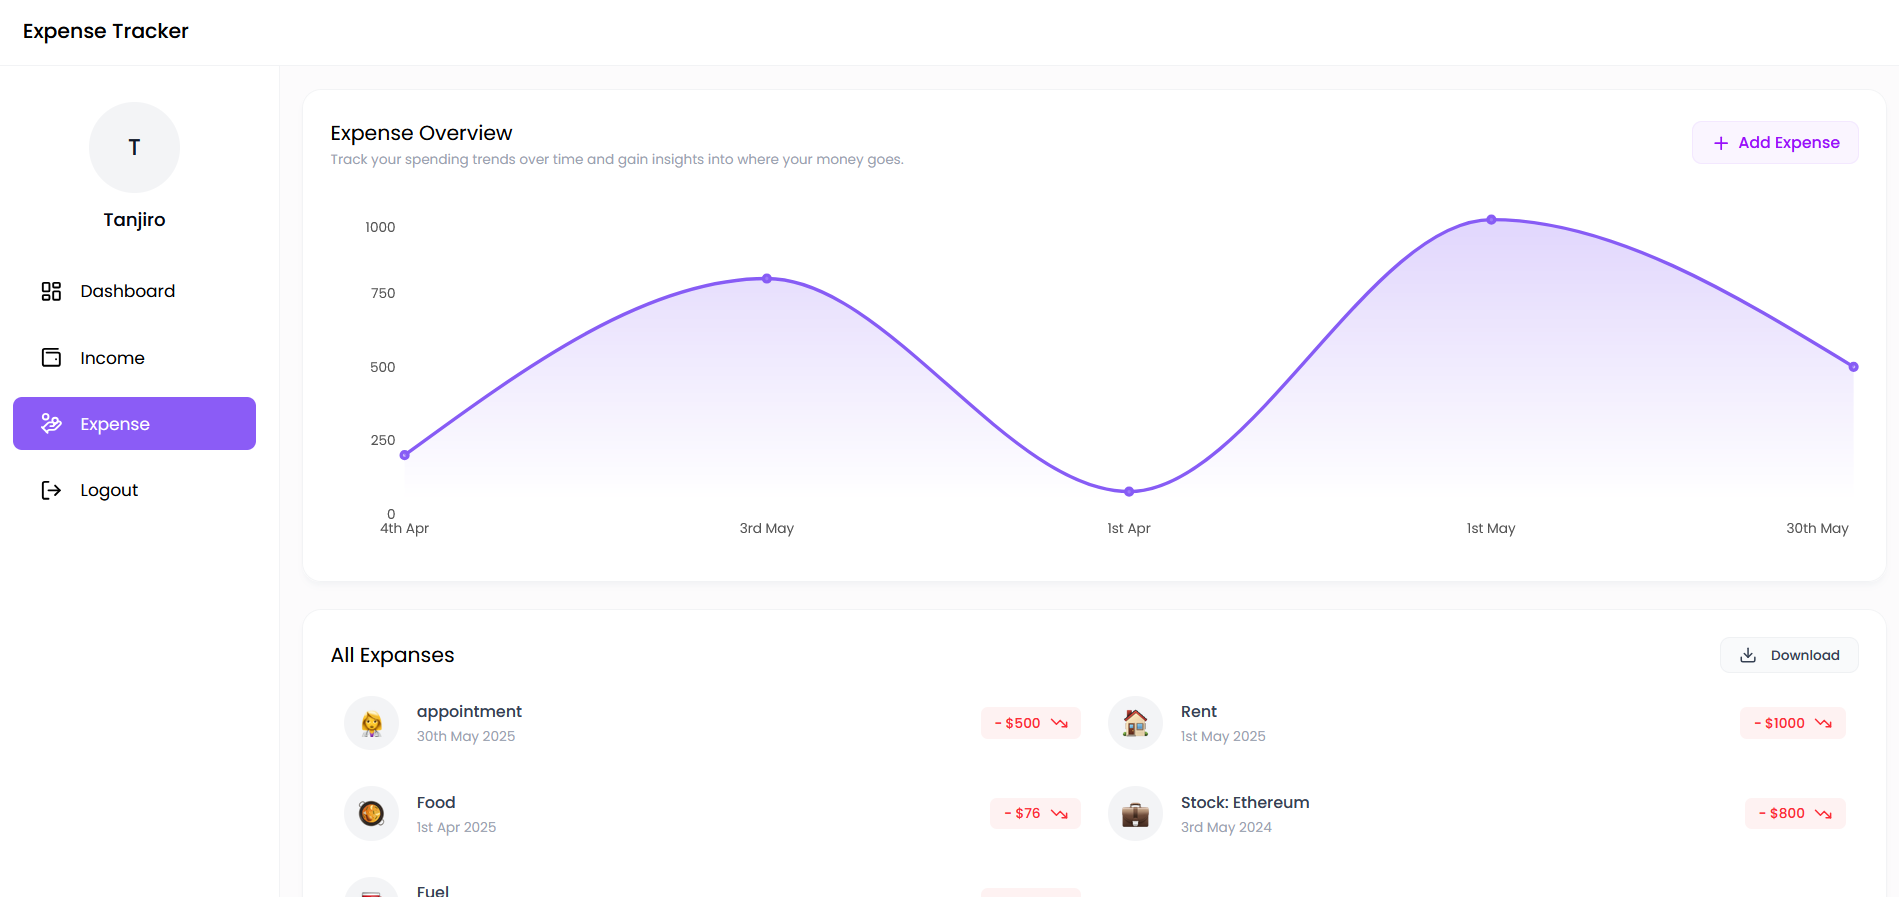 Expense Tracker
T
Tanjiro
Dashboard
Income
Expense
Logout
Expense Overview
Track your spending trends over time and gain insights into where your money goes.
+ Add Expense
1000
750
500
250
0
4th Apr
3rd May
1st Apr
1st May
30th May
All Expanses
Download
appointment
30th May 2025
- $500
Rent
1st May 2025
- $1000
Food
1st Apr 2025
- $76
Stock: Ethereum
3rd May 2024
- $800
Fuel